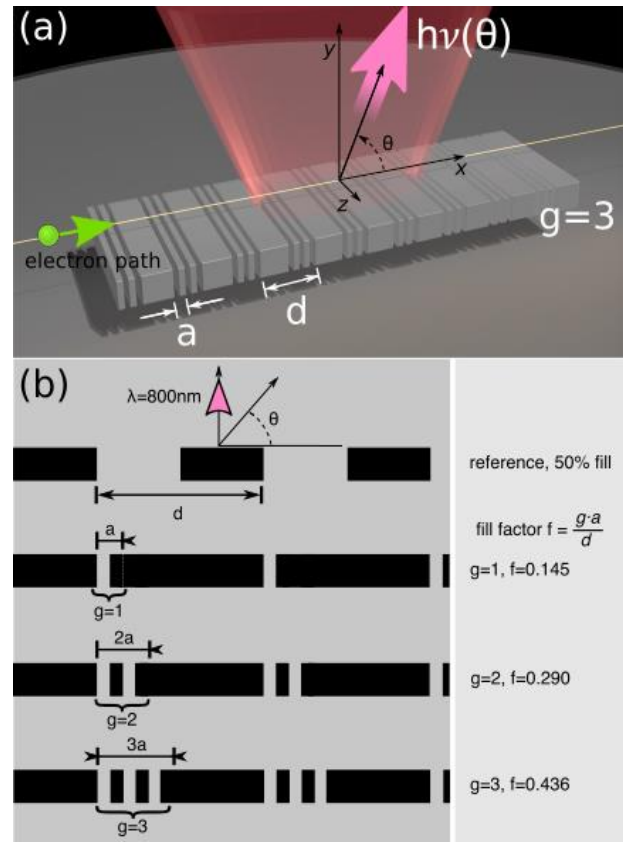 (a)
hν(θ)
y
θ
x
z
g=3
electron path
a
d
(b)
λ=800nm
θ
reference, 50% fill
d
fill factor f = g·a/d
a
g=1, f=0.145
g=1
2a
g=2, f=0.290
g=2
3a
g=3, f=0.436
g=3